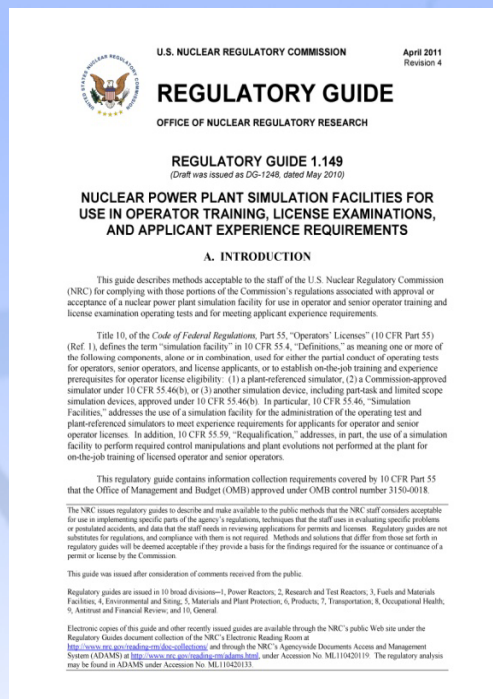 U.S. NUCLEAR REGULATORY COMMISSION
April 2011
Revision 4
UNITED STATES NUCLEAR REGULATORY COMMISSION
REGULATORY GUIDE
OFFICE OF NUCLEAR REGULATORY RESEARCH
REGULATORY GUIDE 1.149
(Draft was issued as DG-1248, dated May 2010)
NUCLEAR POWER PLANT SIMULATION FACILITIES FOR
USE IN OPERATOR TRAINING, LICENSE EXAMINATIONS,
AND APPLICANT EXPERIENCE REQUIREMENTS
A. INTRODUCTION
This guide describes methods acceptable to the staff of the U.S. Nuclear Regulatory Commission
(NRC) for complying with those portions of the Commission's regulations associated with approval or
acceptance of a nuclear power plant simulation facility for use in operator and senior operator training and
license examination operating tests and for meeting applicant experience requirements.
Title 10, of the Code of Federal Regulations, Part 55, "Operators' Licenses" (10 CFR Part 55)
(Ref. 1), defines the term "simulation facility" in 10 CFR 55.4, "Definitions," as meaning one or more of
the following components, alone or in combination, used for either the partial conduct of operating tests
for operators, senior operators, and license applicants, or to establish on-the-job training and experience
prerequisites for operator license eligibility: (1) a plant-referenced simulator, (2) a Commission-approved
simulator under 10 CFR 55.46(b), or (3) another simulation device, including part-task and limited scope
simulation devices, approved under 10 CFR 55.46(b). In particular, 10 CFR 55.46, "Simulation
Facilities," addresses the use of a simulation facility for the administration of the operating test and
plant-referenced simulators to meet experience requirements for applicants for operator and senior
operator licenses. In addition, 10 CFR 55.59, "Requalification," addresses, in part, the use of a simulation
facility to perform required control manipulations and plant evolutions not performed at the plant for
on-the-job training of licensed operator and senior operators.
This regulatory guide contains information collection requirements covered by 10 CFR Part 55
that the Office of Management and Budget (OMB) approved under OMB control number 3150-0018.
The NRC issues regulatory guides to describe and make available to the public methods that the NRC staff considers acceptable
for use in implementing specific parts of the agency's regulations, techniques that the staff uses in evaluating specific problems
or postulated accidents, and data that the staff needs in reviewing applications for permits and licenses. Regulatory guides are not
substitutes for regulations, and compliance with them is not required. Methods and solutions that differ from those set forth in
regulatory guides will be deemed acceptable if they provide a basis for the findings required for the issuance or continuance of a
permit or license by the Commission.
This guide was issued after consideration of comments received from the public.
Regulatory guides are issued in 10 broad divisions—1, Power Reactors; 2, Research and Test Reactors; 3, Fuels and Materials
Facilities; 4, Environmental and Siting; 5, Materials and Plant Protection; 6, Products; 7, Transportation; 8, Occupational Health;
9, Antitrust and Financial Review; and 10, General.
Electronic copies of this guide and other recently issued guides are available through the NRC's public Web site under the
Regulatory Guides document collection of the NRC's Electronic Reading Room at
http://www.nrc.gov/reading-rm/doc-collections/ and through the NRC's Agencywide Documents Access and Management
System (ADAMS) at http://www.nrc.gov/reading-rm/adams.html, under Accession No. ML110420119. The regulatory analysis
may be found in ADAMS under Accession No. ML110420133.